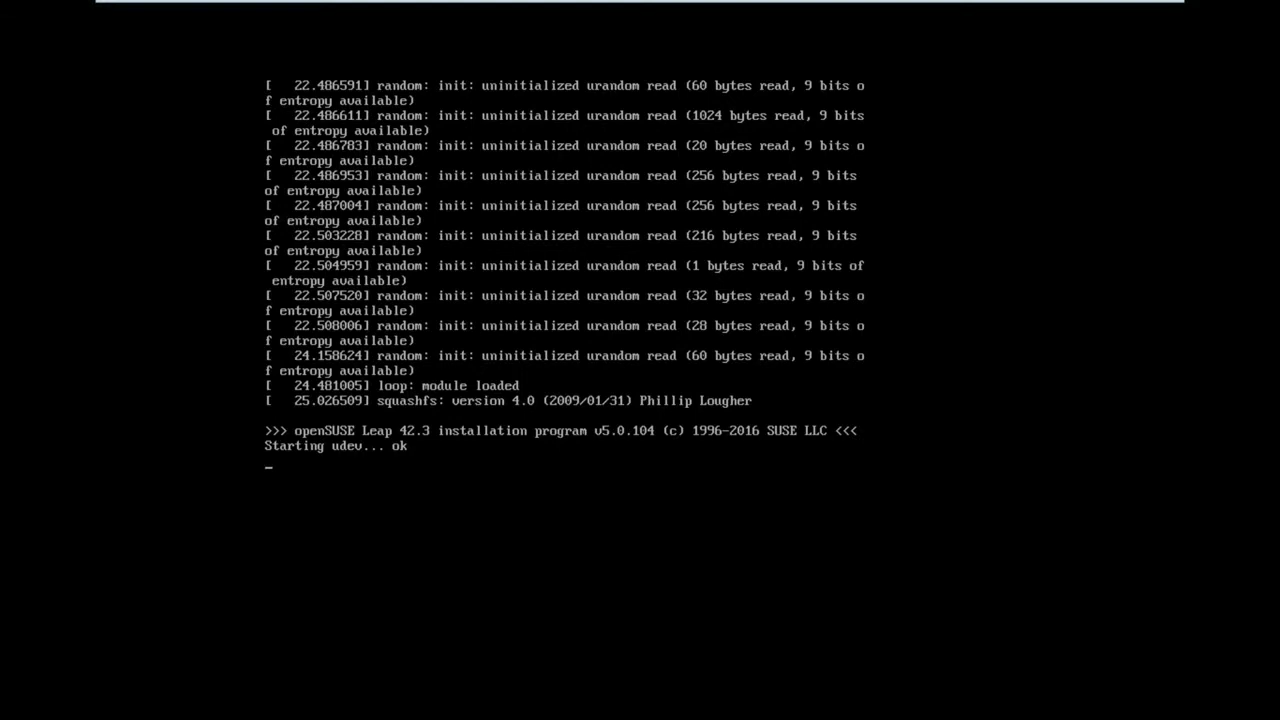 [   22.486591] random: init: uninitialized urandom read (60 bytes read, 9 bits o
f entropy available)
[   22.486611] random: init: uninitialized urandom read (1024 bytes read, 9 bits
 of entropy available)
[   22.486783] random: init: uninitialized urandom read (20 bytes read, 9 bits o
f entropy available)
[   22.486953] random: init: uninitialized urandom read (256 bytes read, 9 bits
of entropy available)
[   22.487004] random: init: uninitialized urandom read (256 bytes read, 9 bits
of entropy available)
[   22.503228] random: init: uninitialized urandom read (216 bytes read, 9 bits
of entropy available)
[   22.504959] random: init: uninitialized urandom read (1 bytes read, 9 bits of
 entropy available)
[   22.507520] random: init: uninitialized urandom read (32 bytes read, 9 bits o
f entropy available)
[   22.508006] random: init: uninitialized urandom read (28 bytes read, 9 bits o
f entropy available)
[   24.158624] random: init: uninitialized urandom read (60 bytes read, 9 bits o
f entropy available)
[   24.481005] loop: module loaded
[   25.026509] squashfs: version 4.0 (2009/01/31) Phillip Lougher
>>> openSUSE Leap 42.3 installation program v5.0.104 (c) 1996-2016 SUSE LLC <<<
Starting udev... ok